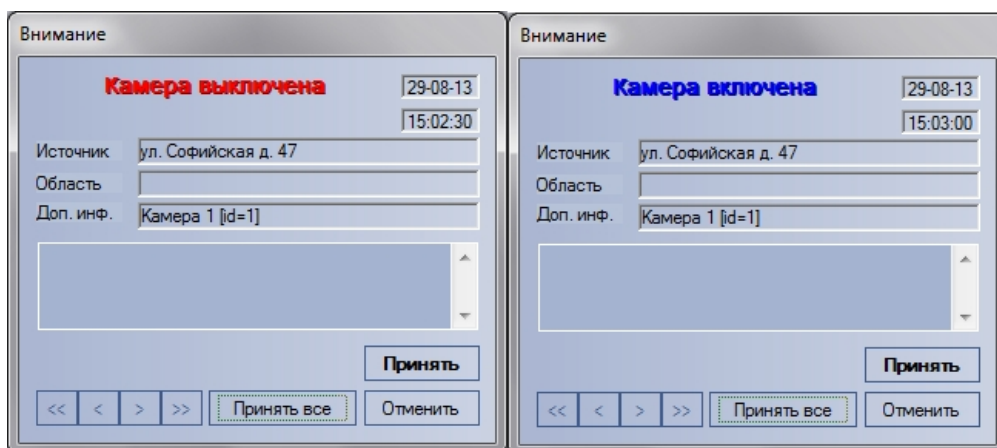 Внимание
Камера выключена
29-08-13
15:02:30
Источник ул. Софийская д. 47
Область
Доп. инф. Камера 1 [id=1]
Принять
<< < > >> Принять все Отменить
Внимание
Камера включена
29-08-13
15:03:00
Источник ул. Софийская д. 47
Область
Доп. инф. Камера 1 [id=1]
Принять
<< < > >> Принять все Отменить